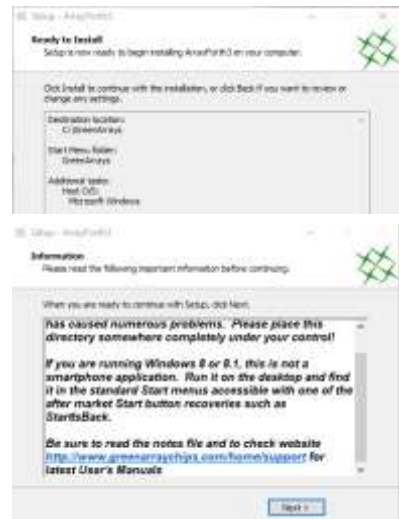 Setup - arrayForth3
Ready to Install
Setup is now ready to begin installing arrayForth3 on your computer.
Click Install to continue with the installation, or click Back if you want to review or
change any settings.
Destination location:
C:\GreenArrays
Start Menu folder:
GreenArrays
Additional tasks:
Host O/S:
Microsoft Windows
Setup - arrayForth3
Information
Please read the following important information before continuing.
When you are ready to continue with Setup, click Next.
has caused numerous problems. Please place this
directory somewhere completely under your control!
If you are running Windows 8 or 8.1, this is not a
smartphone application. Run it on the desktop and find
it in the standard Start menus accessible with one of the
after market Start button recoveries such as
StartIsBack.
Be sure to read the notes file and to check website
http://www.greenarraychips.com/home/support for
latest User's Manuals
Next >